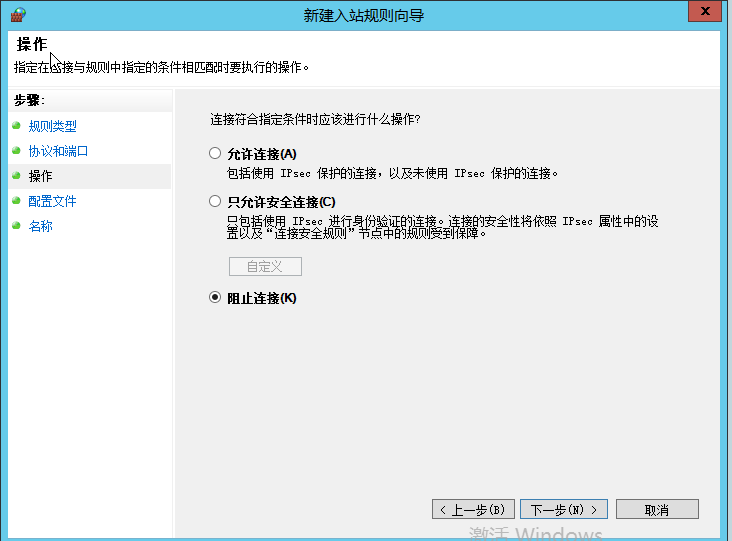 新建入站规则向导
x
操作
指定在连接与规则中指定的条件相匹配时要执行的操作。
步骤:
规则类型
协议和端口
操作
配置文件
名称
连接符合指定条件时应该进行什么操作?
允许连接(A)
包括使用 IPsec 保护的连接，以及未使用 IPsec 保护的连接。
只允许安全连接(C)
只包括使用 IPsec 进行身份验证的连接。连接的安全性将依照 IPsec 属性中的设
置以及“连接安全规则”节点中的规则受到保障。
自定义
阻止连接(K)
< 上一步(B)
下一步(N) >
取消
激活 Windows